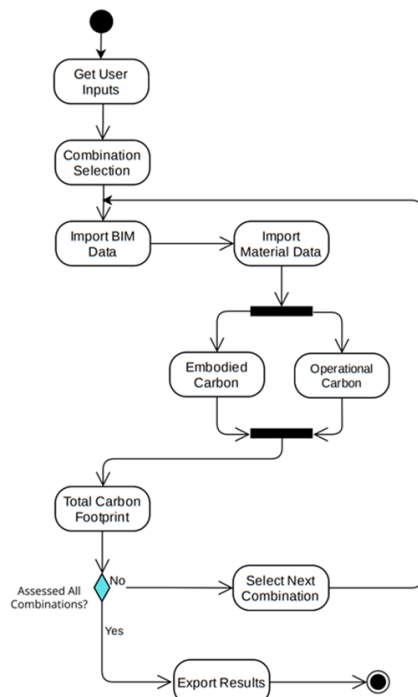 Get User
Inputs
Combination
Selection
Import BIM
Data
Import
Material Data
Embodied
Carbon
Operational
Carbon
Total Carbon
Footprint
Assessed All
Combinations?
No
Select Next
Combination
Yes
Export Results